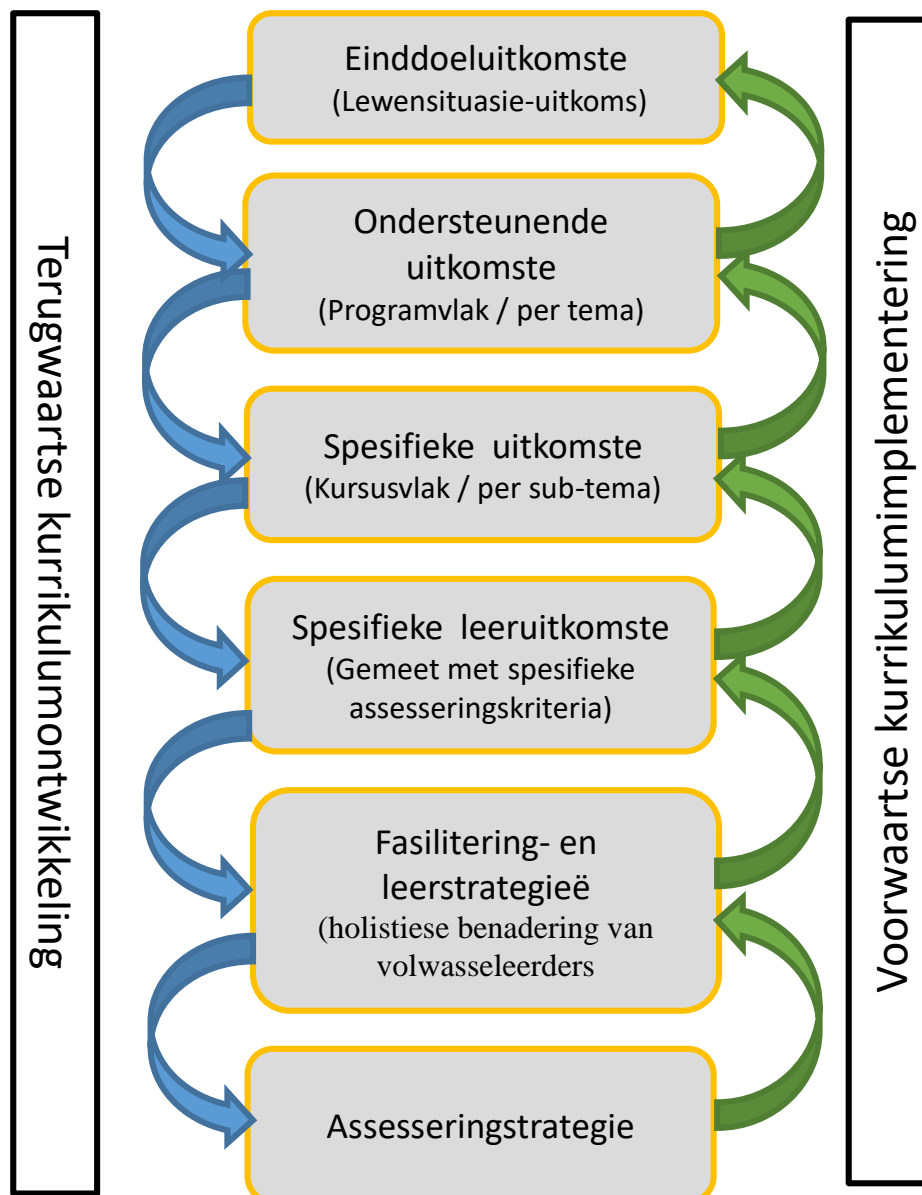 Terugwaartse kurrikulumontwikkeling
Einddoeluitkomste
(Lewensituasie-uitkoms)
Ondersteunende
uitkomste
(Programvlak / per tema)
Spesifieke uitkomste
(Kursusvlak / per sub-tema)
Spesifieke leeruitkomste
(Gemeet met spesifieke
assesseringskriteria)
Fasilitering- en
leerstrategieë
(holistiese benadering van
volwasseleerders
Assesseringstrategie
Voorwaartse kurrikulumimplementering